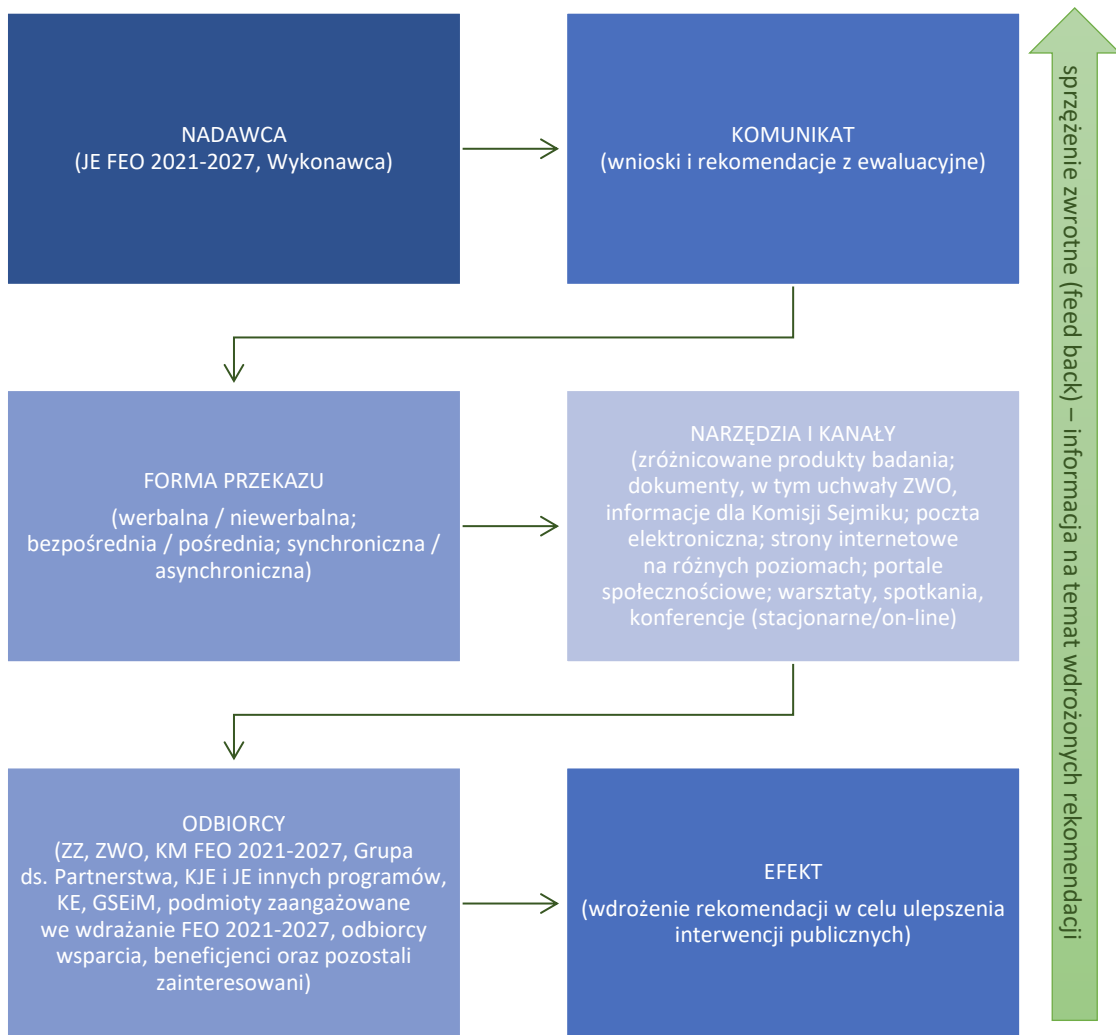 NADAWCA
(JE FEO 2021-2027, Wykonawca)
KOMUNIKAT
(wnioski i rekomendacje z ewaluacyjne)
FORMA PRZEKAZU
(werbalna / niewerbalna;
bezpośrednia / pośrednia; synchroniczna /
asynchroniczna)
NARZĘDZIA I KANAŁY
(zróżnicowane produkty badania;
dokumenty, w tym uchwały ZWO,
informacje dla Komisji Sejmiku; poczta
elektroniczna; strony internetowe
na różnych poziomach; portale
społecznościowe; warsztaty, spotkania,
konferencje (stacjonarne/on-line)
ODBIORCY
(ZZ, ZWO, KM FEO 2021-2027, Grupa
ds. Partnerstwa, KJE i JE innych programów,
KE, GSEiM, podmioty zaangażowane
we wdrażanie FEO 2021-2027, odbiorcy
wsparcia, beneficjenci oraz pozostali
zainteresowani)
EFEKT
(wdrożenie rekomendacji w celu ulepszenia
interwencji publicznych)
sprzężenie zwrotne (feed back) – informacja na temat wdrożonych rekomendacji